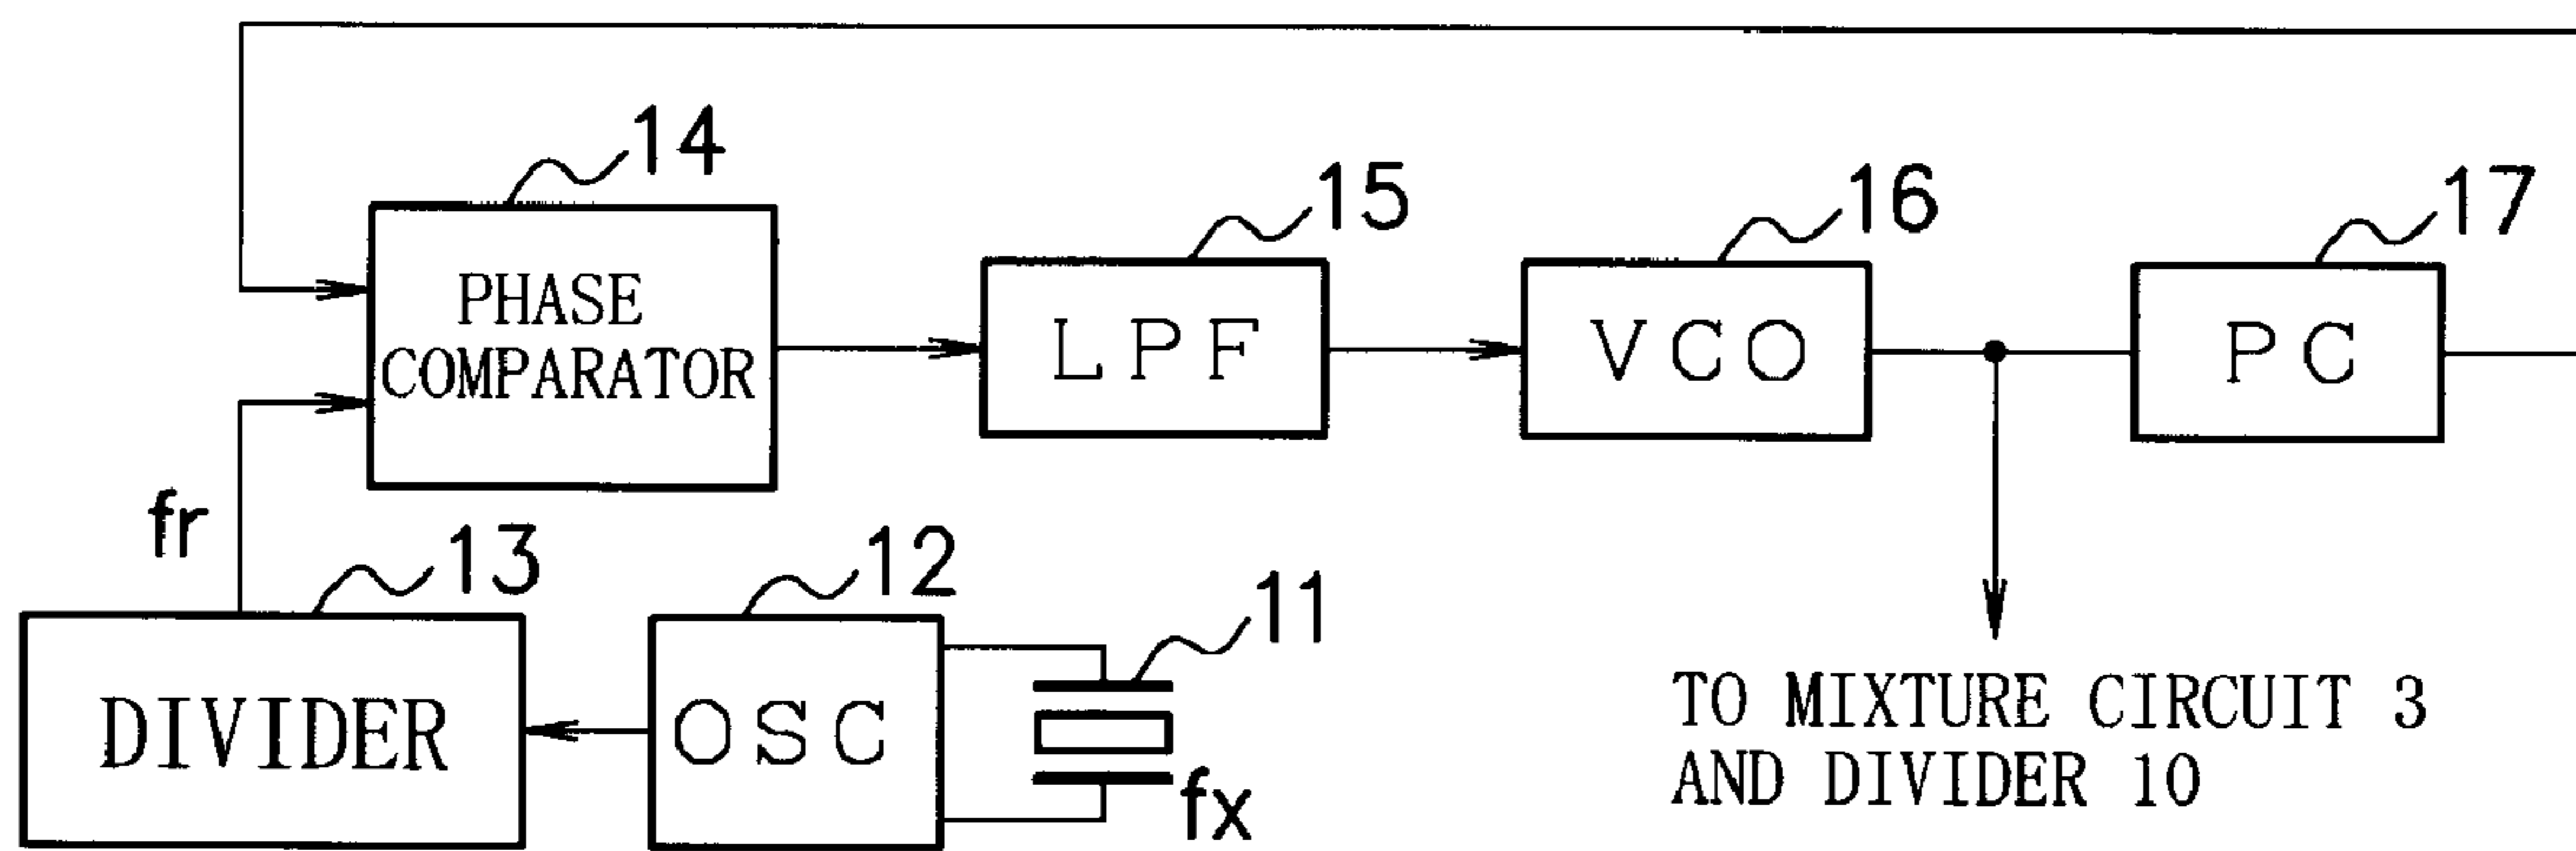 14
15
16
17
PHASE
COMPARATOR
LPF
VCO
PC
fr
13
12
11
DIVIDER
OSC
fx
TO MIXTURE CIRCUIT 3
AND DIVIDER 10